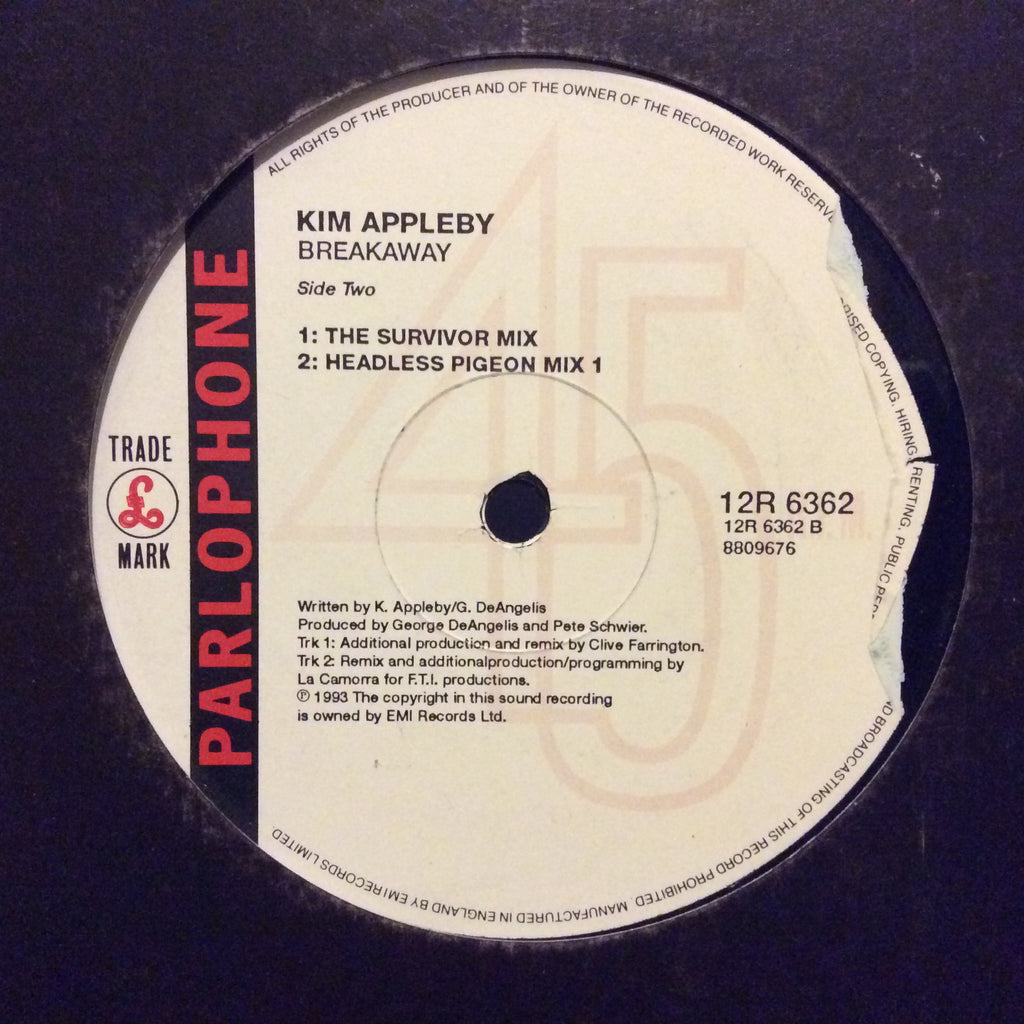 ALL RIGHTS OF THE PRODUCER AND OF THE OWNER OF THE RECORDED WORK RESERV
KIM APPLEBY
BREAKAWAY
Side Two
1: THE SURVIVOR MIX
2: HEADLESS PIGEON MIX 1
PARLOPHONE
TRADE
£
MARK
45
12R 6362
12R 6362 B
8809676
Written by K. Appleby/G. DeAngelis
Produced by George DeAngelis and Pete Schwier.
Trk 1: Additional production and remix by Clive Farrington.
Trk 2: Remix and additionalproduction/programming by
La Camorra for F.T.I. productions.
℗ 1993 The copyright in this sound recording
is owned by EMI Records Ltd.
RISED COPYING. HIRING, RENTING, PUBLIC
BROADCASTING OF THIS RECORD PROHIBITED. MANUFACTURED IN ENGLAND BY EMI RECORDS LIMITED